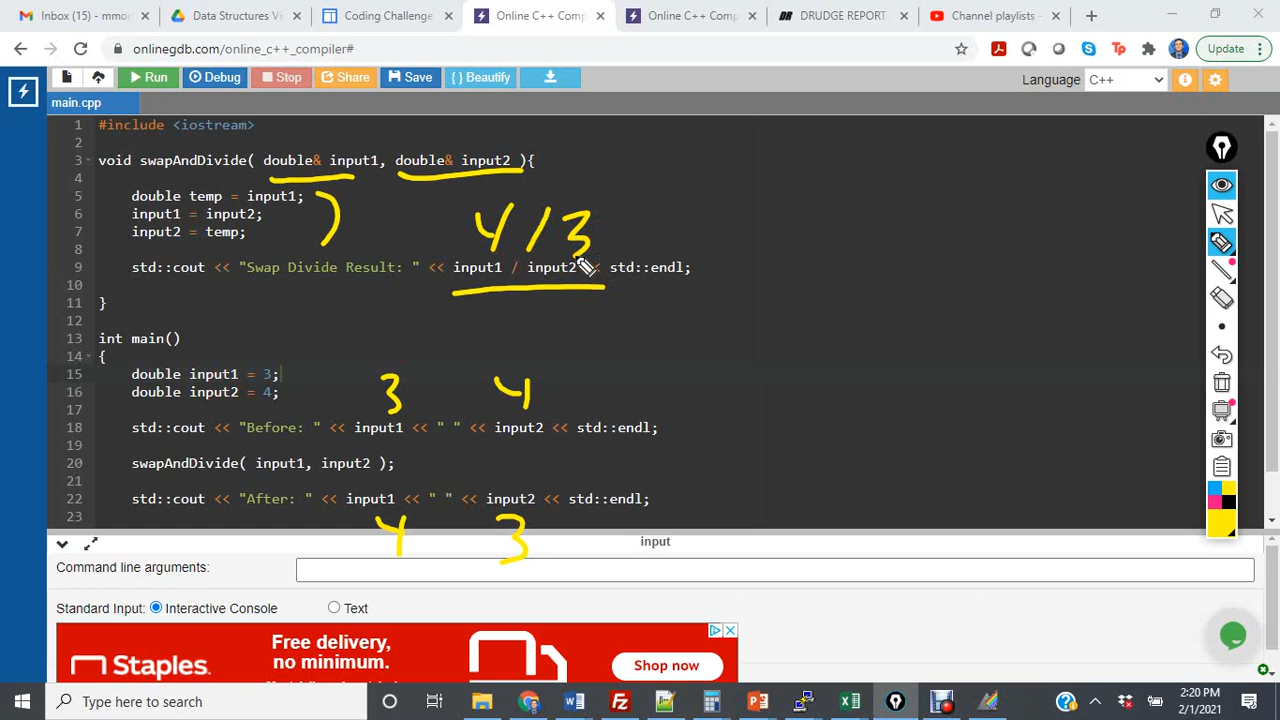 Inbox (15) - mmo
Data Structures Vi
Coding Challenge
Online C++ Comp
Online C++ Comp
DR DRUDGE REPORT
Channel playlists -
onlinegdb.com/online_c++_compiler#
Update
Run Debug Stop Share Save { } Beautify
Language C++
main.cpp
1 #include <iostream>
2
3 void swapAndDivide( double& input1, double& input2 ){
4
5 double temp = input1;
6 input1 = input2;
7 input2 = temp;
4/3
8
9 std::cout << "Swap Divide Result: " << input1 / input2 << std::endl;
10
11 }
12
13 int main()
14 {
15 double input1 = 3;
16 double input2 = 4;
3 4
17
18 std::cout << "Before: " << input1 << " " << input2 << std::endl;
19
20 swapAndDivide( input1, input2 );
21
22 std::cout << "After: " << input1 << " " << input2 << std::endl;
23
4 3
input
Command line arguments:
Standard Input: Interactive Console Text
Free delivery,
no minimum.
Staples.
Shop now
Type here to search
2:20 PM
2/1/2021